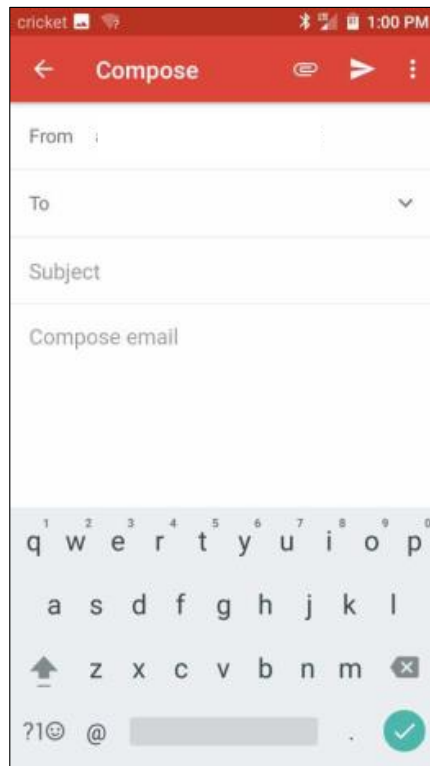 cricket 1:00 PM
Compose
From
To
Subject
Compose email
1 2 3 4 5 6 7 8 9 0
q w e r t y u i o p
a s d f g h j k l
z x c v b n m
?1☺ @ .